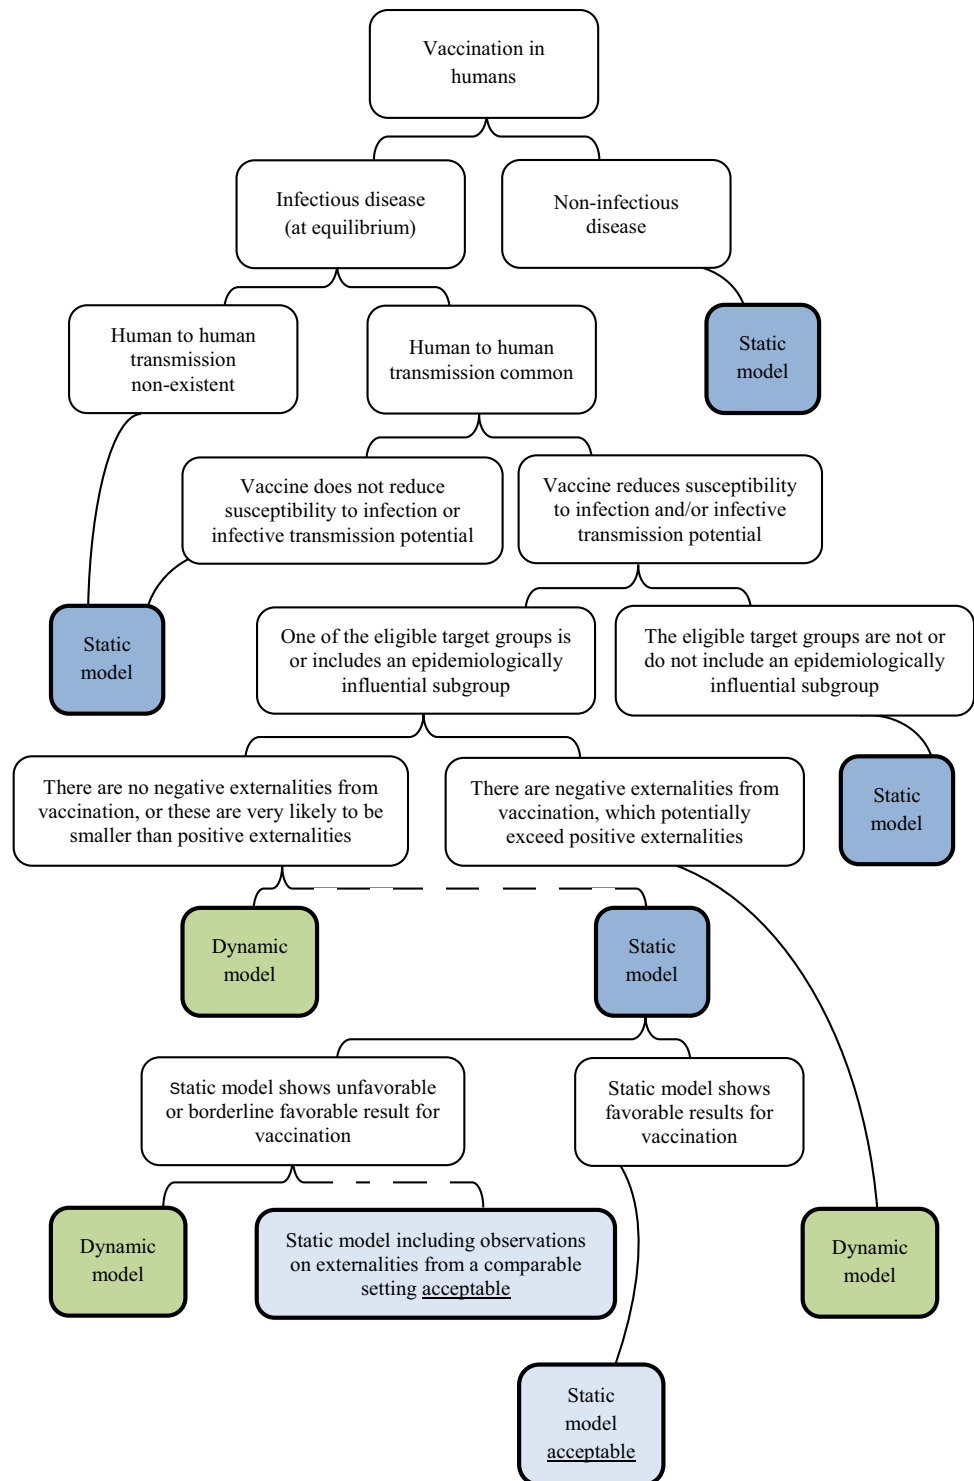 Vaccination in
humans
Infectious disease
(at equilibrium)
Non-infectious
disease
Human to human
transmission
non-existent
Human to human
transmission common
Static
model
Vaccine does not reduce
susceptibility to infection or
infective transmission potential
Vaccine reduces susceptibility
to infection and/or infective
transmission potential
Static
model
One of the eligible target groups is
or includes an epidemiologically
influential subgroup
The eligible target groups are not or
do not include an epidemiologically
influential subgroup
There are no negative externalities from
vaccination, or these are very likely to be
smaller than positive externalities
There are negative externalities from
vaccination, which potentially
exceed positive externalities
Static
model
Dynamic
model
Static
model
Static model shows unfavorable
or borderline favorable result for
vaccination
Static model shows
favorable results for
vaccination
Dynamic
model
Static model including observations
on externalities from a comparable
setting acceptable
Dynamic
model
Static
model
acceptable